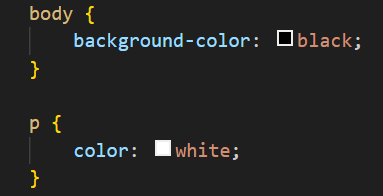 body {
    background-color: black;
}

p {
    color: white;
}